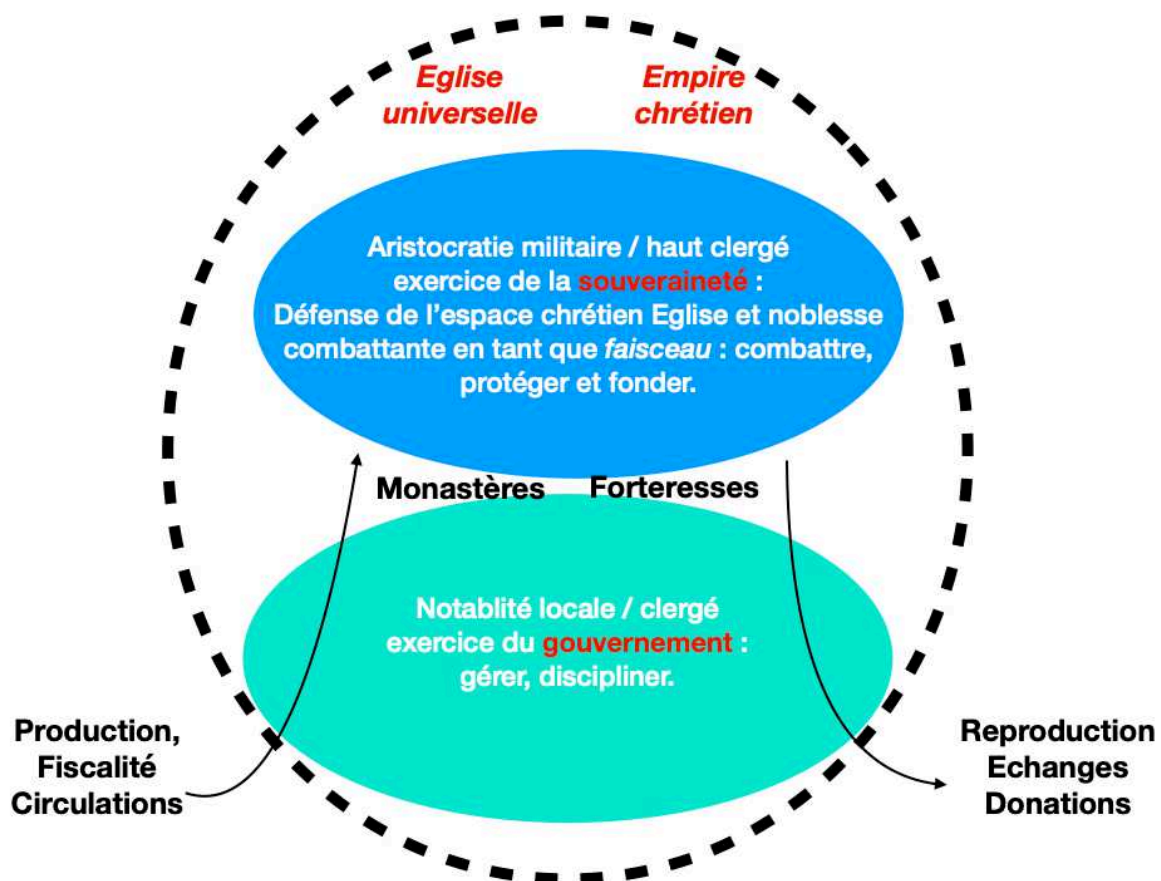 Eglise
universelle
Empire
chrétien
Aristocratie militaire / haut clergé
exercice de la souveraineté :
Défense de l’espace chrétien Eglise et noblesse
combattante en tant que faisceau : combattre,
protéger et fonder.
Monastères
Forteresses
Notablité locale / clergé
exercice du gouvernement :
gérer, discipliner.
Production,
Fiscalité
Circulations
Reproduction
Echanges
Donations